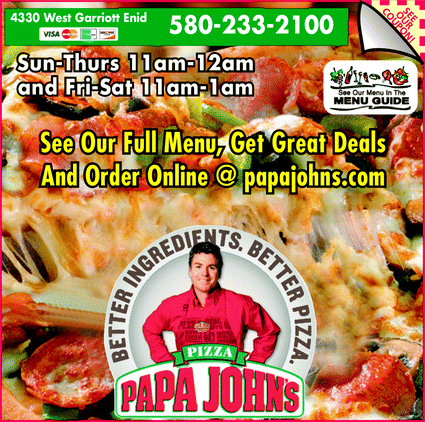 4330 West Garriott Enid
580-233-2100
VISA
SEE OUR COUPON!
Sun-Thurs 11am-12am
and Fri-Sat 11am-1am
See Our Menu In The
MENU GUIDE
See Our Full Menu, Get Great Deals
And Order Online @ papajohns.com
BETTER INGREDIENTS. BETTER PIZZA.
PIZZA
PAPA JOHNS